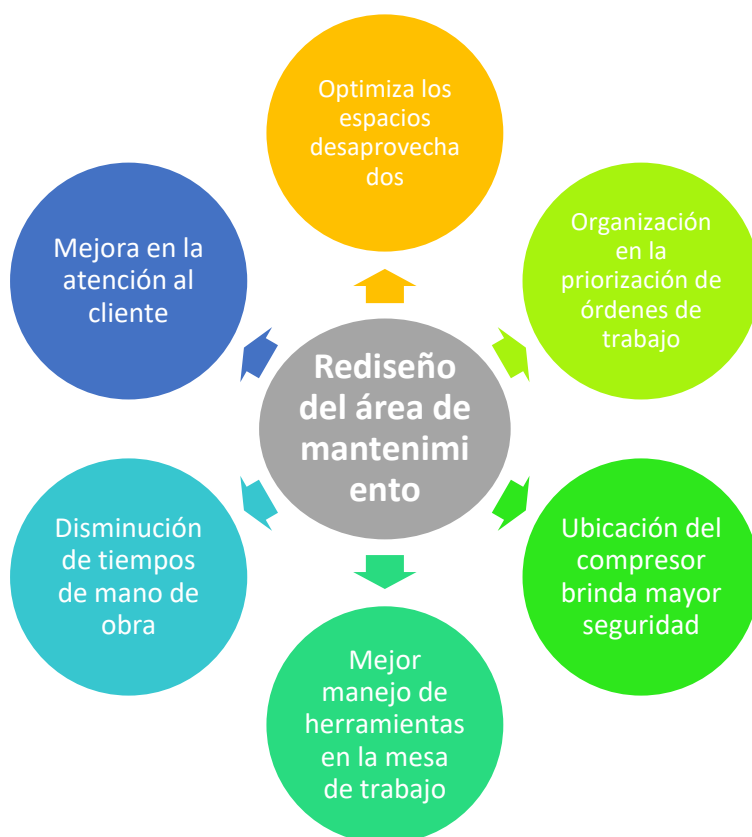 Optimiza los
espacios
desaprovecha
dos
Organización
en la
priorización de
órdenes de
trabajo
Ubicación del
compresor
brinda mayor
seguridad
Mejor
manejo de
herramientas
en la mesa
de trabajo
Disminución
de tiempos
de mano de
obra
Mejora en la
atención al
cliente
Rediseño
del área de
mantenimi
ento